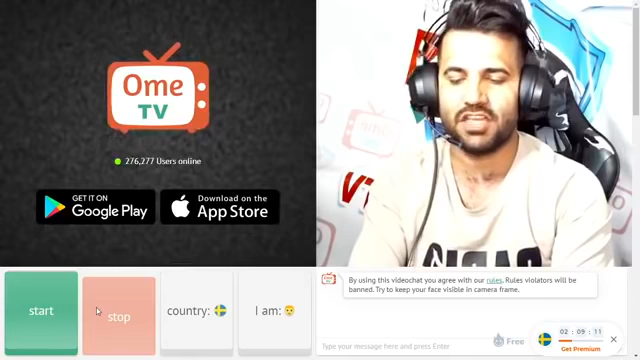 Ome
TV
276,277 Users online
GET IT ON
Google Play
Download on the
App Store
start
stop
country:
I am:
By using this videochat you agree with our rules. Rules violators will be
banned. Try to keep your face visible in camera frame.
Type your message here and press Enter
Free
02 : 09 : 11
Get Premium